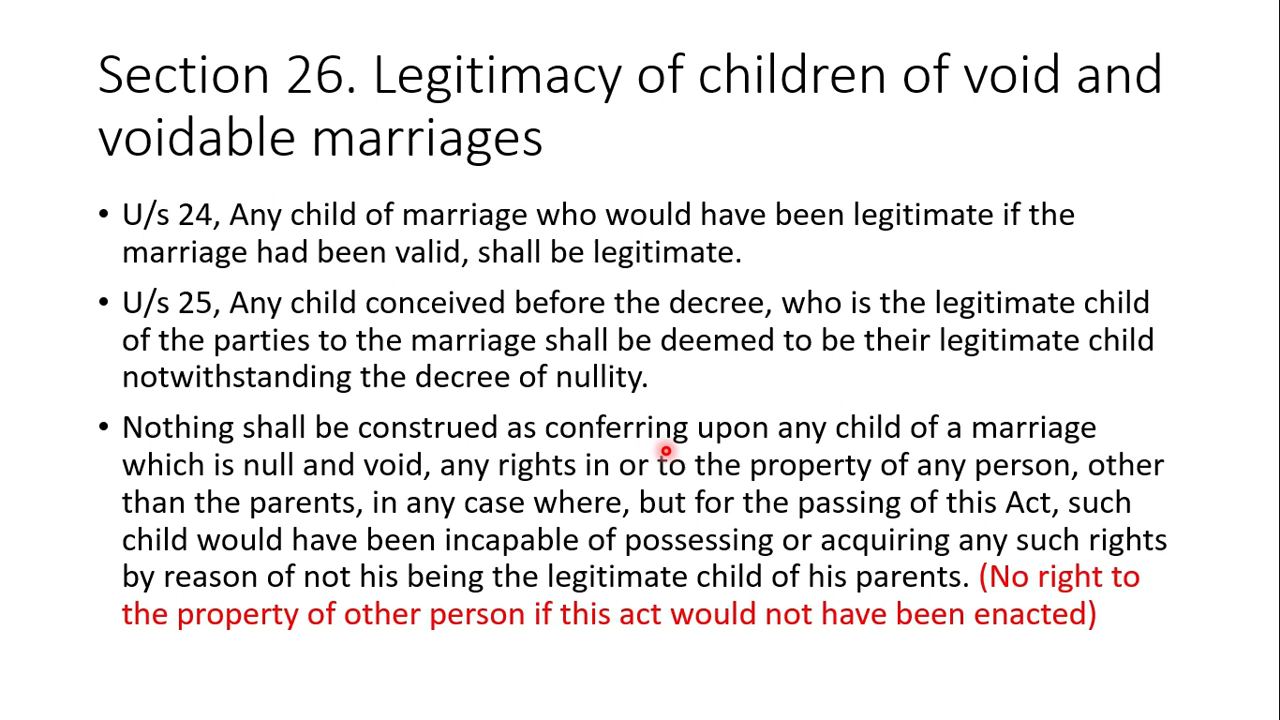 Section 26. Legitimacy of children of void and
voidable marriages
• U/s 24, Any child of marriage who would have been legitimate if the
marriage had been valid, shall be legitimate.
• U/s 25, Any child conceived before the decree, who is the legitimate child
of the parties to the marriage shall be deemed to be their legitimate child
notwithstanding the decree of nullity.
• Nothing shall be construed as conferring upon any child of a marriage
which is null and void, any rights in or to the property of any person, other
than the parents, in any case where, but for the passing of this Act, such
child would have been incapable of possessing or acquiring any such rights
by reason of not his being the legitimate child of his parents. (No right to
the property of other person if this act would not have been enacted)